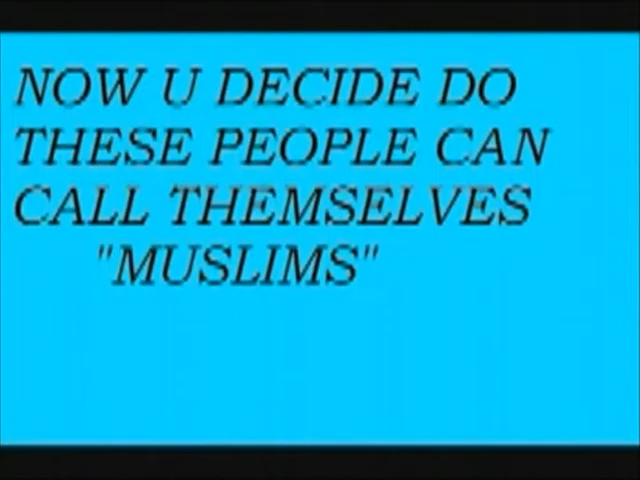 NOW U DECIDE DO
THESE PEOPLE CAN
CALL THEMSELVES
"MUSLIMS"